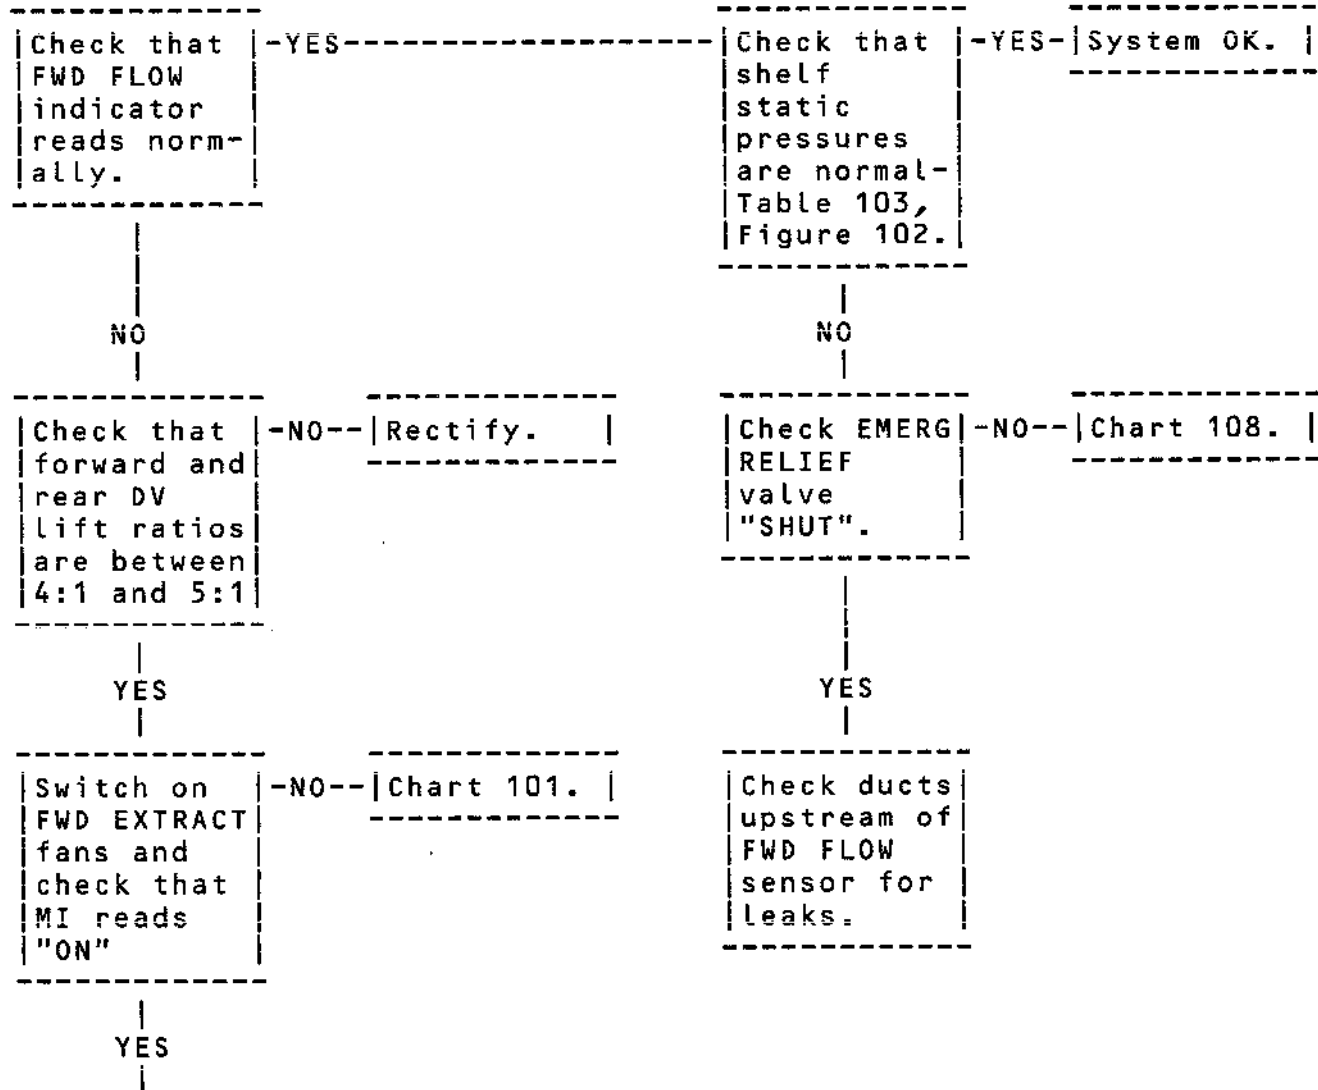 Check that
FWD FLOW
indicator
reads norm-
ally.
-YES-
Check that
shelf
static
pressures
are normal-
Table 103,
Figure 102.
-YES-
System OK.
NO
NO
Check that
forward and
rear DV
lift ratios
are between
4:1 and 5:1
-NO--
Rectify.
Check EMERG
RELIEF
valve
"SHUT".
-NO--
Chart 108.
YES
YES
Switch on
FWD EXTRACT
fans and
check that
MI reads
"ON"
-NO--
Chart 101.
Check ducts
upstream of
FWD FLOW
sensor for
leaks.
YES